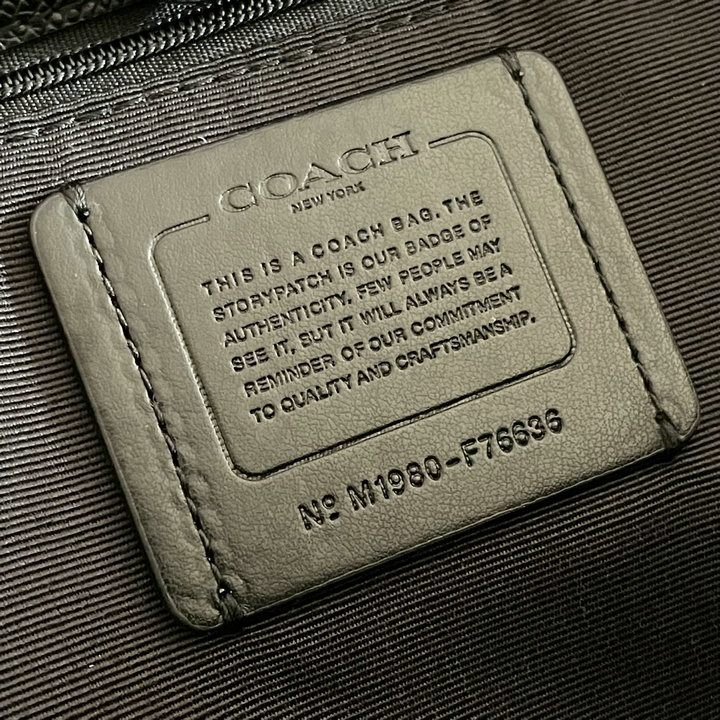 COACH
NEW YORK
THIS IS A COACH BAG. THE
STORYPATCH IS OUR BADGE OF
AUTHENTICITY. FEW PEOPLE MAY
SEE IT, BUT IT WILL ALWAYS BE A
REMINDER OF OUR COMMITMENT
TO QUALITY AND CRAFTSMANSHIP.
Nº M1980-F76636